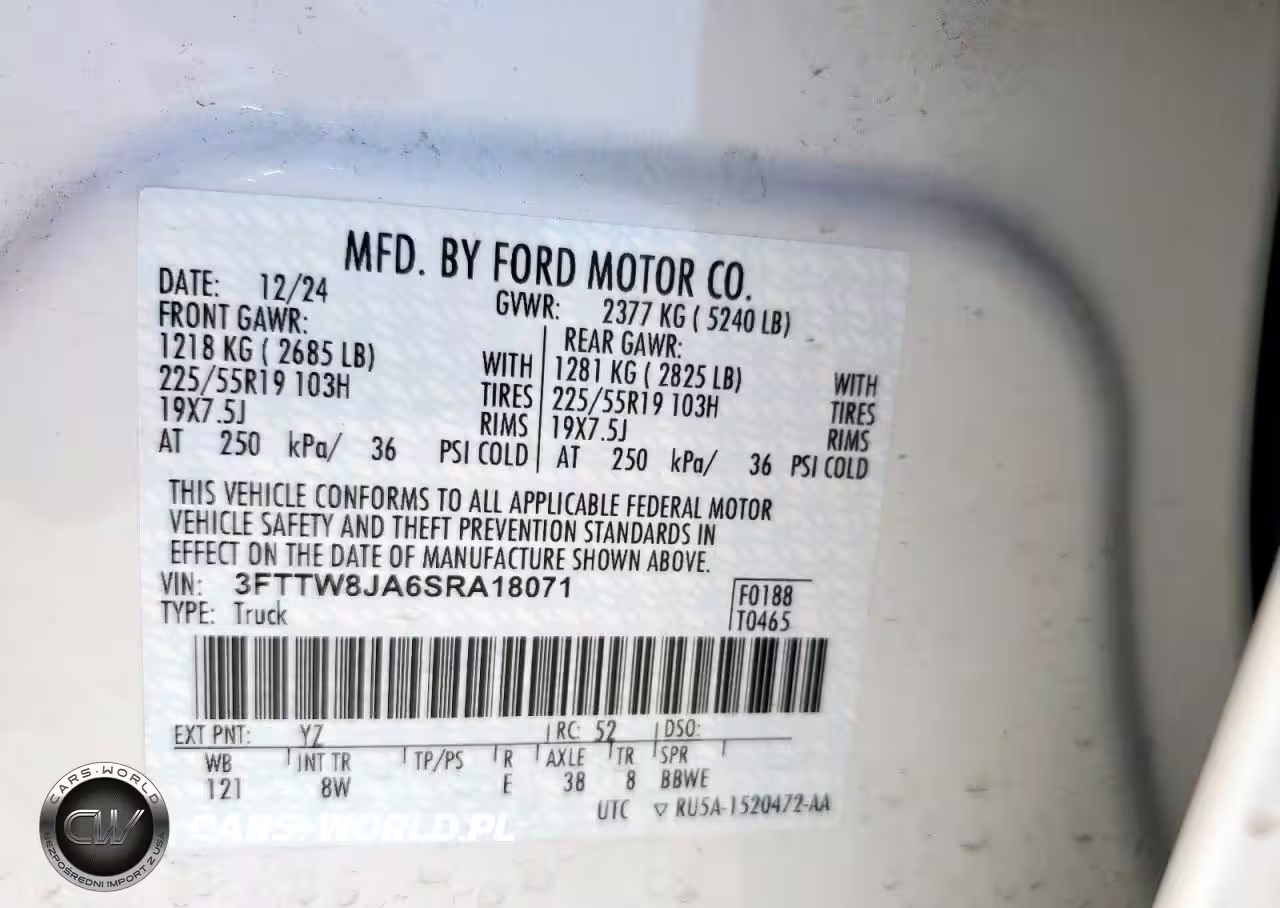 MFD. BY FORD MOTOR CO.
DATE: 12/24 GVWR: 2377 KG ( 5240 LB)
FRONT GAWR: REAR GAWR:
1218 KG ( 2685 LB) WITH 1281 KG ( 2825 LB) WITH
225/55R19 103H TIRES 225/55R19 103H TIRES
19X7.5J RIMS 19X7.5J RIMS
AT 250 kPa/ 36 PSI COLD AT 250 kPa/ 36 PSI COLD
THIS VEHICLE CONFORMS TO ALL APPLICABLE FEDERAL MOTOR
VEHICLE SAFETY AND THEFT PREVENTION STANDARDS IN
EFFECT ON THE DATE OF MANUFACTURE SHOWN ABOVE.
VIN: 3FTTW8JA6SRA18071
F0188
TYPE: Truck
T0465
EXT PNT: YZ RC: 52 DSO:
WB INT TR TP/PS R AXLE TR SPR
121 8W E 38 8 BBWE
UTC ▽ RU5A-1520472-AA
CARS-WORLD
CW
BEZPOŚREDNI IMPORT Z USA
CARS-WORLD.PL